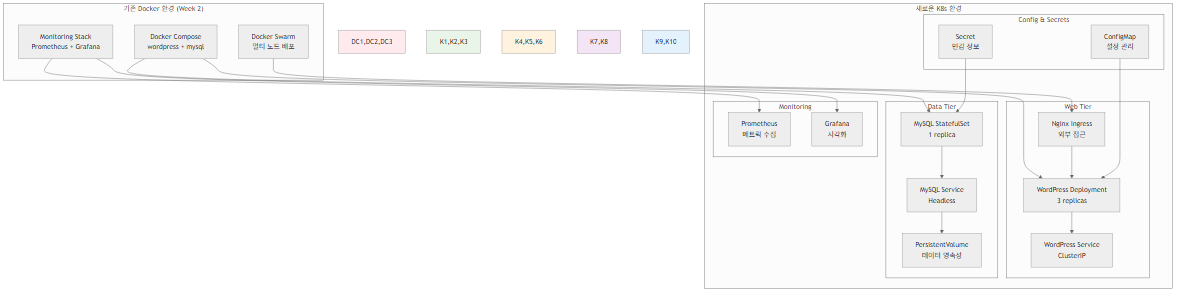 기존 Docker 환경 (Week 2)
Monitoring Stack
Prometheus + Grafana
Docker Compose
wordpress + mysql
Docker Swarm
멀티 노드 배포
DC1,DC2,DC3
K1,K2,K3
K4,K5,K6
K7,K8
K9,K10
새로운 K8s 환경
Config & Secrets
Secret
민감 정보
ConfigMap
설정 관리
Monitoring
Prometheus
메트릭 수집
Grafana
시각화
Data Tier
MySQL StatefulSet
1 replica
MySQL Service
Headless
PersistentVolume
데이터 영속성
Web Tier
Nginx Ingress
외부 접근
WordPress Deployment
3 replicas
WordPress Service
ClusterIP